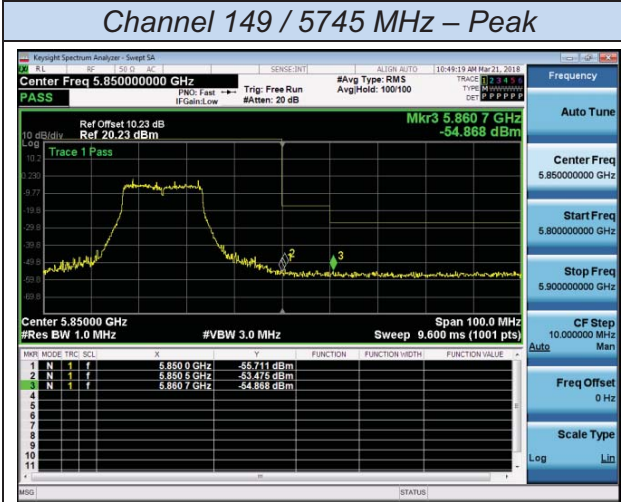 Channel 149 / 5745 MHz – Peak
Keysight Spectrum Analyzer - Swept SA
RL RF 50 Ω AC SENSE:INT ALIGN AUTO 10:49:19 AM Mar 21, 2018
Center Freq 5.850000000 GHz #Avg Type: RMS TRACE 1 2 3 4 5 6
PASS PNO: Fast Trig: Free Run Avg|Hold: 100/100 TYPE M WWWWW
IFGain:Low #Atten: 20 dB DET P P P P P P
Ref Offset 10.23 dB Mkr3 5.860 7 GHz
10 dB/div Ref 20.23 dBm -54.868 dBm
Log
Trace 1 Pass
10.2
0.230
-9.77
-19.8
-29.8
-39.8
-49.8
-59.8
-69.8
2
3
Center 5.85000 GHz Span 100.0 MHz
#Res BW 1.0 MHz #VBW 3.0 MHz Sweep 9.600 ms (1001 pts)
MKR MODE TRC SCL X Y FUNCTION FUNCTION WIDTH FUNCTION VALUE
1 N 1 f 5.850 0 GHz -55.711 dBm
2 N 1 f 5.850 5 GHz -53.475 dBm
3 N 1 f 5.860 7 GHz -54.868 dBm
4
5
6
7
8
9
10
11
MSG STATUS
Frequency
Auto Tune
Center Freq
5.850000000 GHz
Start Freq
5.800000000 GHz
Stop Freq
5.900000000 GHz
CF Step
10.000000 MHz
Auto Man
Freq Offset
0 Hz
Scale Type
Log Lin